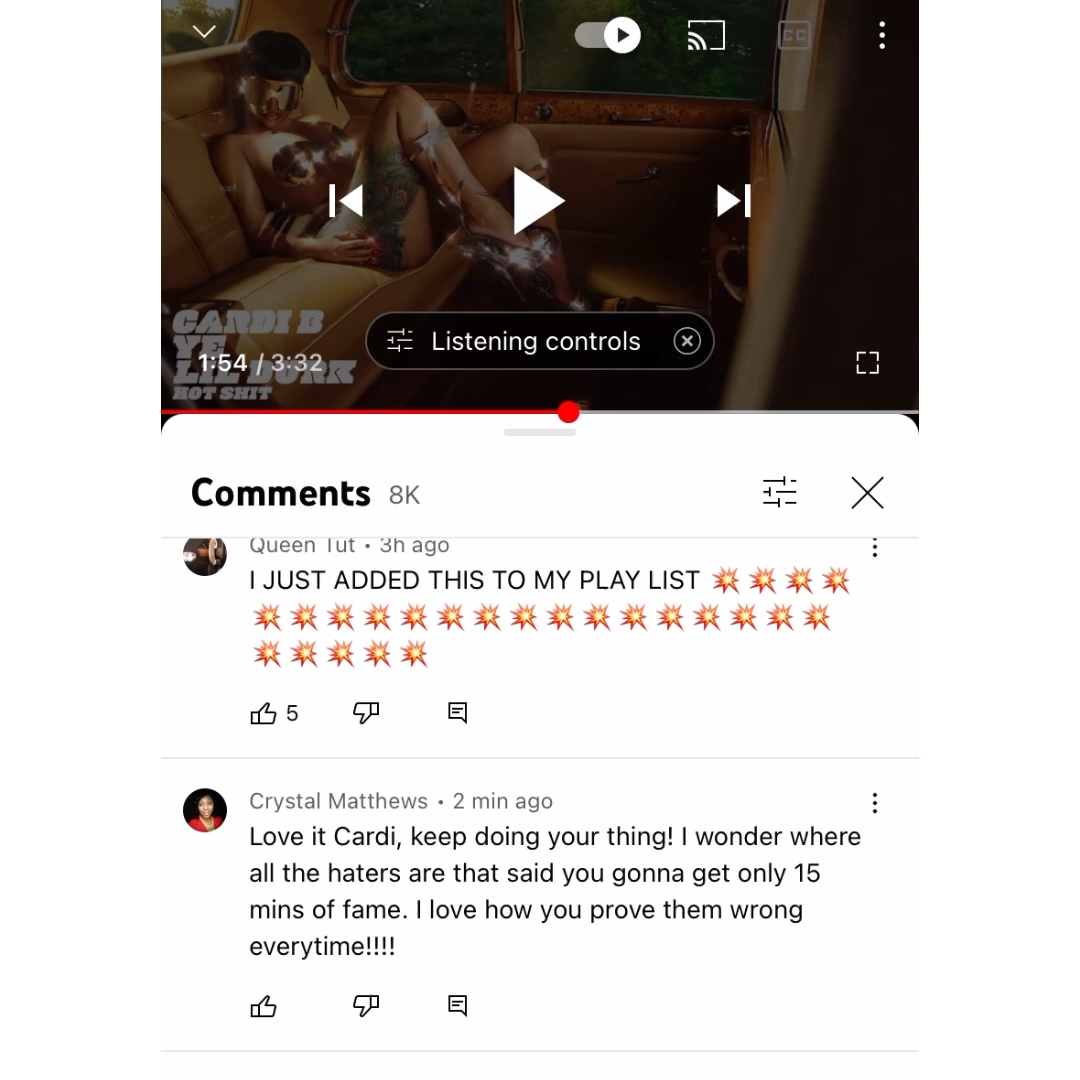 CC
CARDI B
YE
LIL DURK
HOT SHIT
1:54 / 3:32
Listening controls
Comments 8K
Queen Tut • 3h ago
I JUST ADDED THIS TO MY PLAY LIST 💥💥💥💥
💥💥💥💥💥💥💥💥💥💥💥💥💥💥💥💥
💥💥💥💥💥
5
Crystal Matthews • 2 min ago
Love it Cardi, keep doing your thing! I wonder where
all the haters are that said you gonna get only 15
mins of fame. I love how you prove them wrong
everytime!!!!